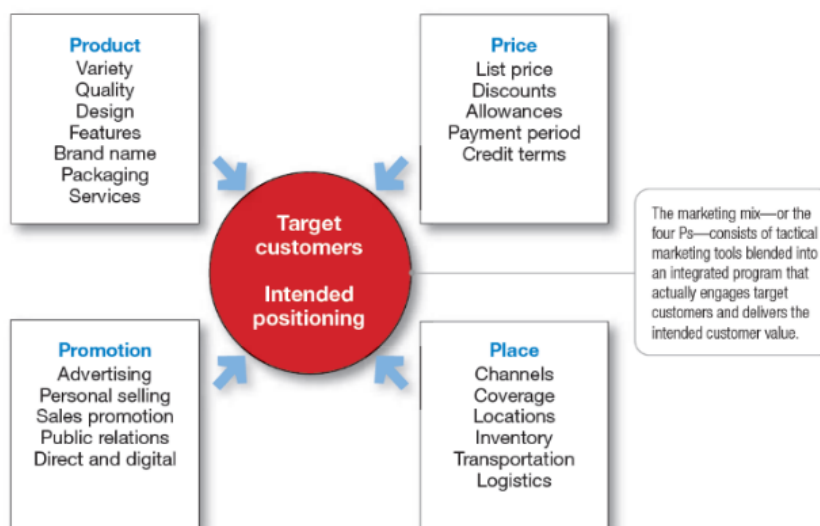 Product
Variety
Quality
Design
Features
Brand name
Packaging
Services
Price
List price
Discounts
Allowances
Payment period
Credit terms
Target
customers
Intended
positioning
The marketing mix—or the
four Ps—consists of tactical
marketing tools blended into
an integrated program that
actually engages target
customers and delivers the
intended customer value.
Promotion
Advertising
Personal selling
Sales promotion
Public relations
Direct and digital
Place
Channels
Coverage
Locations
Inventory
Transportation
Logistics